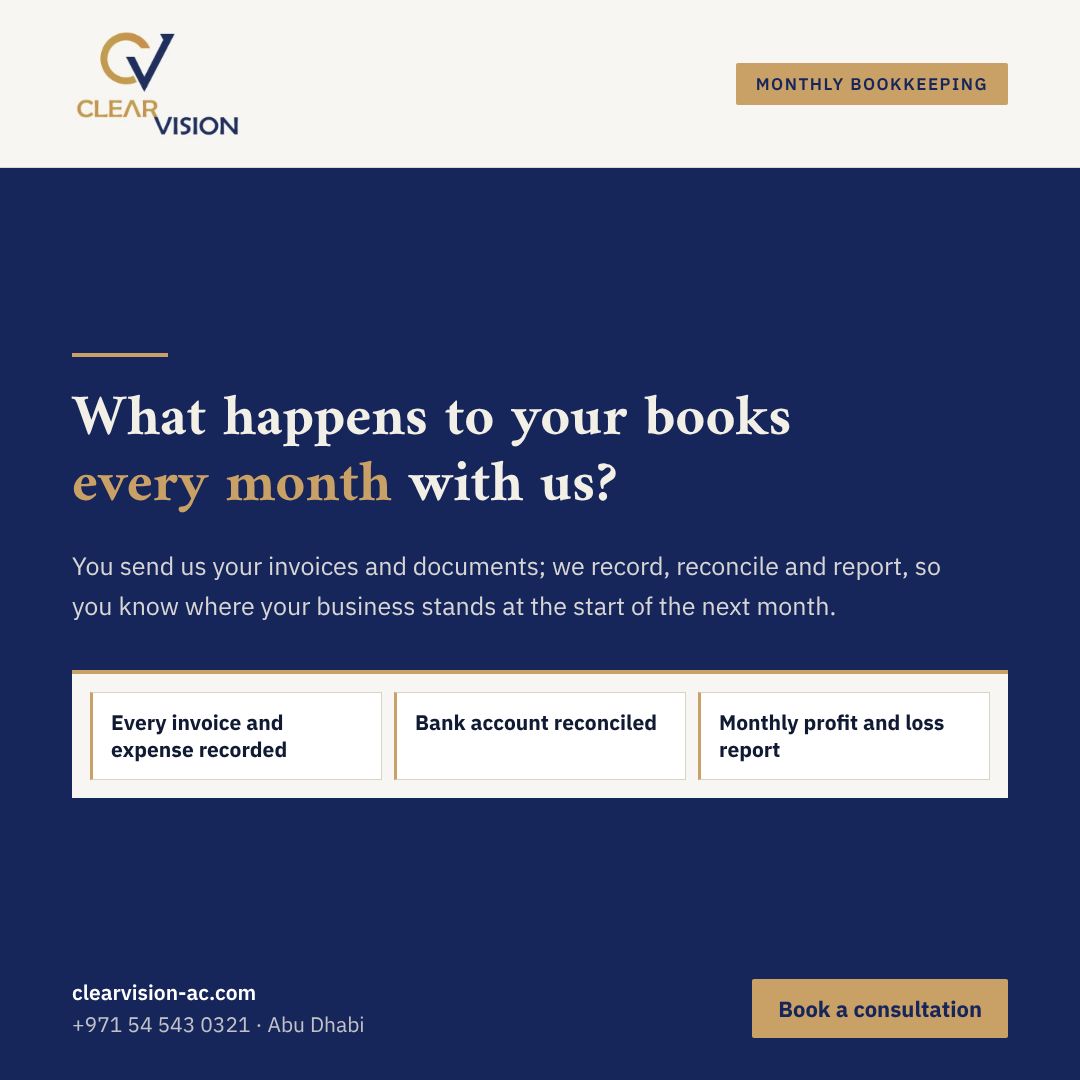 CLEAR
VISION
MONTHLY BOOKKEEPING
What happens to your books
every month with us?
You send us your invoices and documents; we record, reconcile and report, so
you know where your business stands at the start of the next month.
Every invoice and
expense recorded
Bank account reconciled
Monthly profit and loss
report
clearvision-ac.com
+971 54 543 0321 · Abu Dhabi
Book a consultation